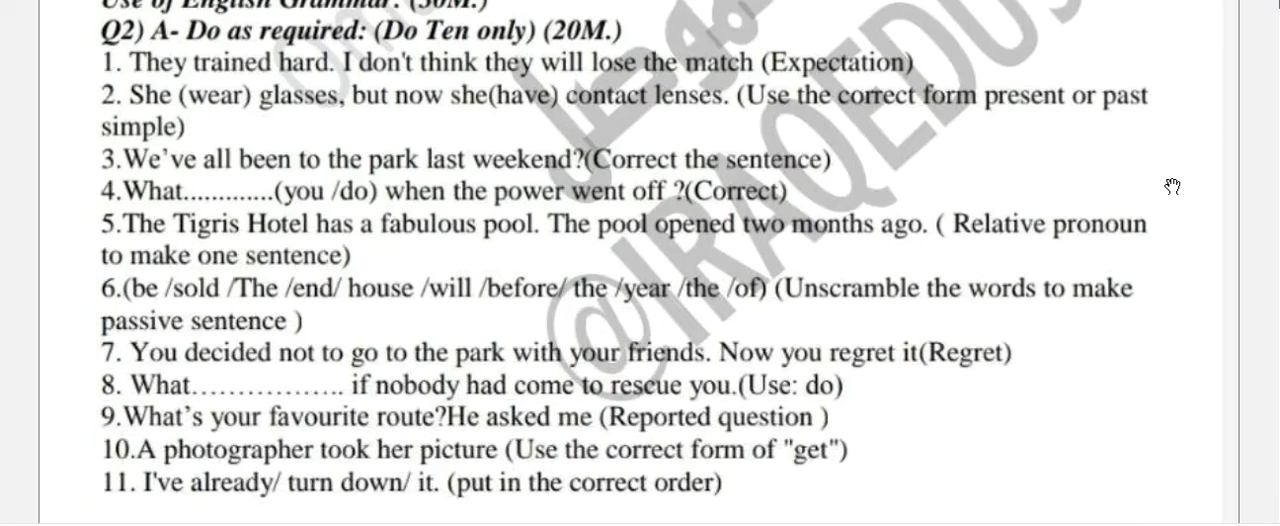 Use of English Grammar. (50M.)
Q2) A- Do as required: (Do Ten only) (20M.)
1. They trained hard. I don't think they will lose the match (Expectation)
2. She (wear) glasses, but now she(have) contact lenses. (Use the correct form present or past
simple)
3.We've all been to the park last weekend?(Correct the sentence)
4.What.............(you /do) when the power went off ?(Correct)
5.The Tigris Hotel has a fabulous pool. The pool opened two months ago. ( Relative pronoun
to make one sentence)
6.(be /sold /The /end/ house /will /before/ the /year /the /of) (Unscramble the words to make
passive sentence )
7. You decided not to go to the park with your friends. Now you regret it(Regret)
8. What................. if nobody had come to rescue you.(Use: do)
9.What's your favourite route?He asked me (Reported question )
10.A photographer took her picture (Use the correct form of "get")
11. I've already/ turn down/ it. (put in the correct order)
@IRAQEDU